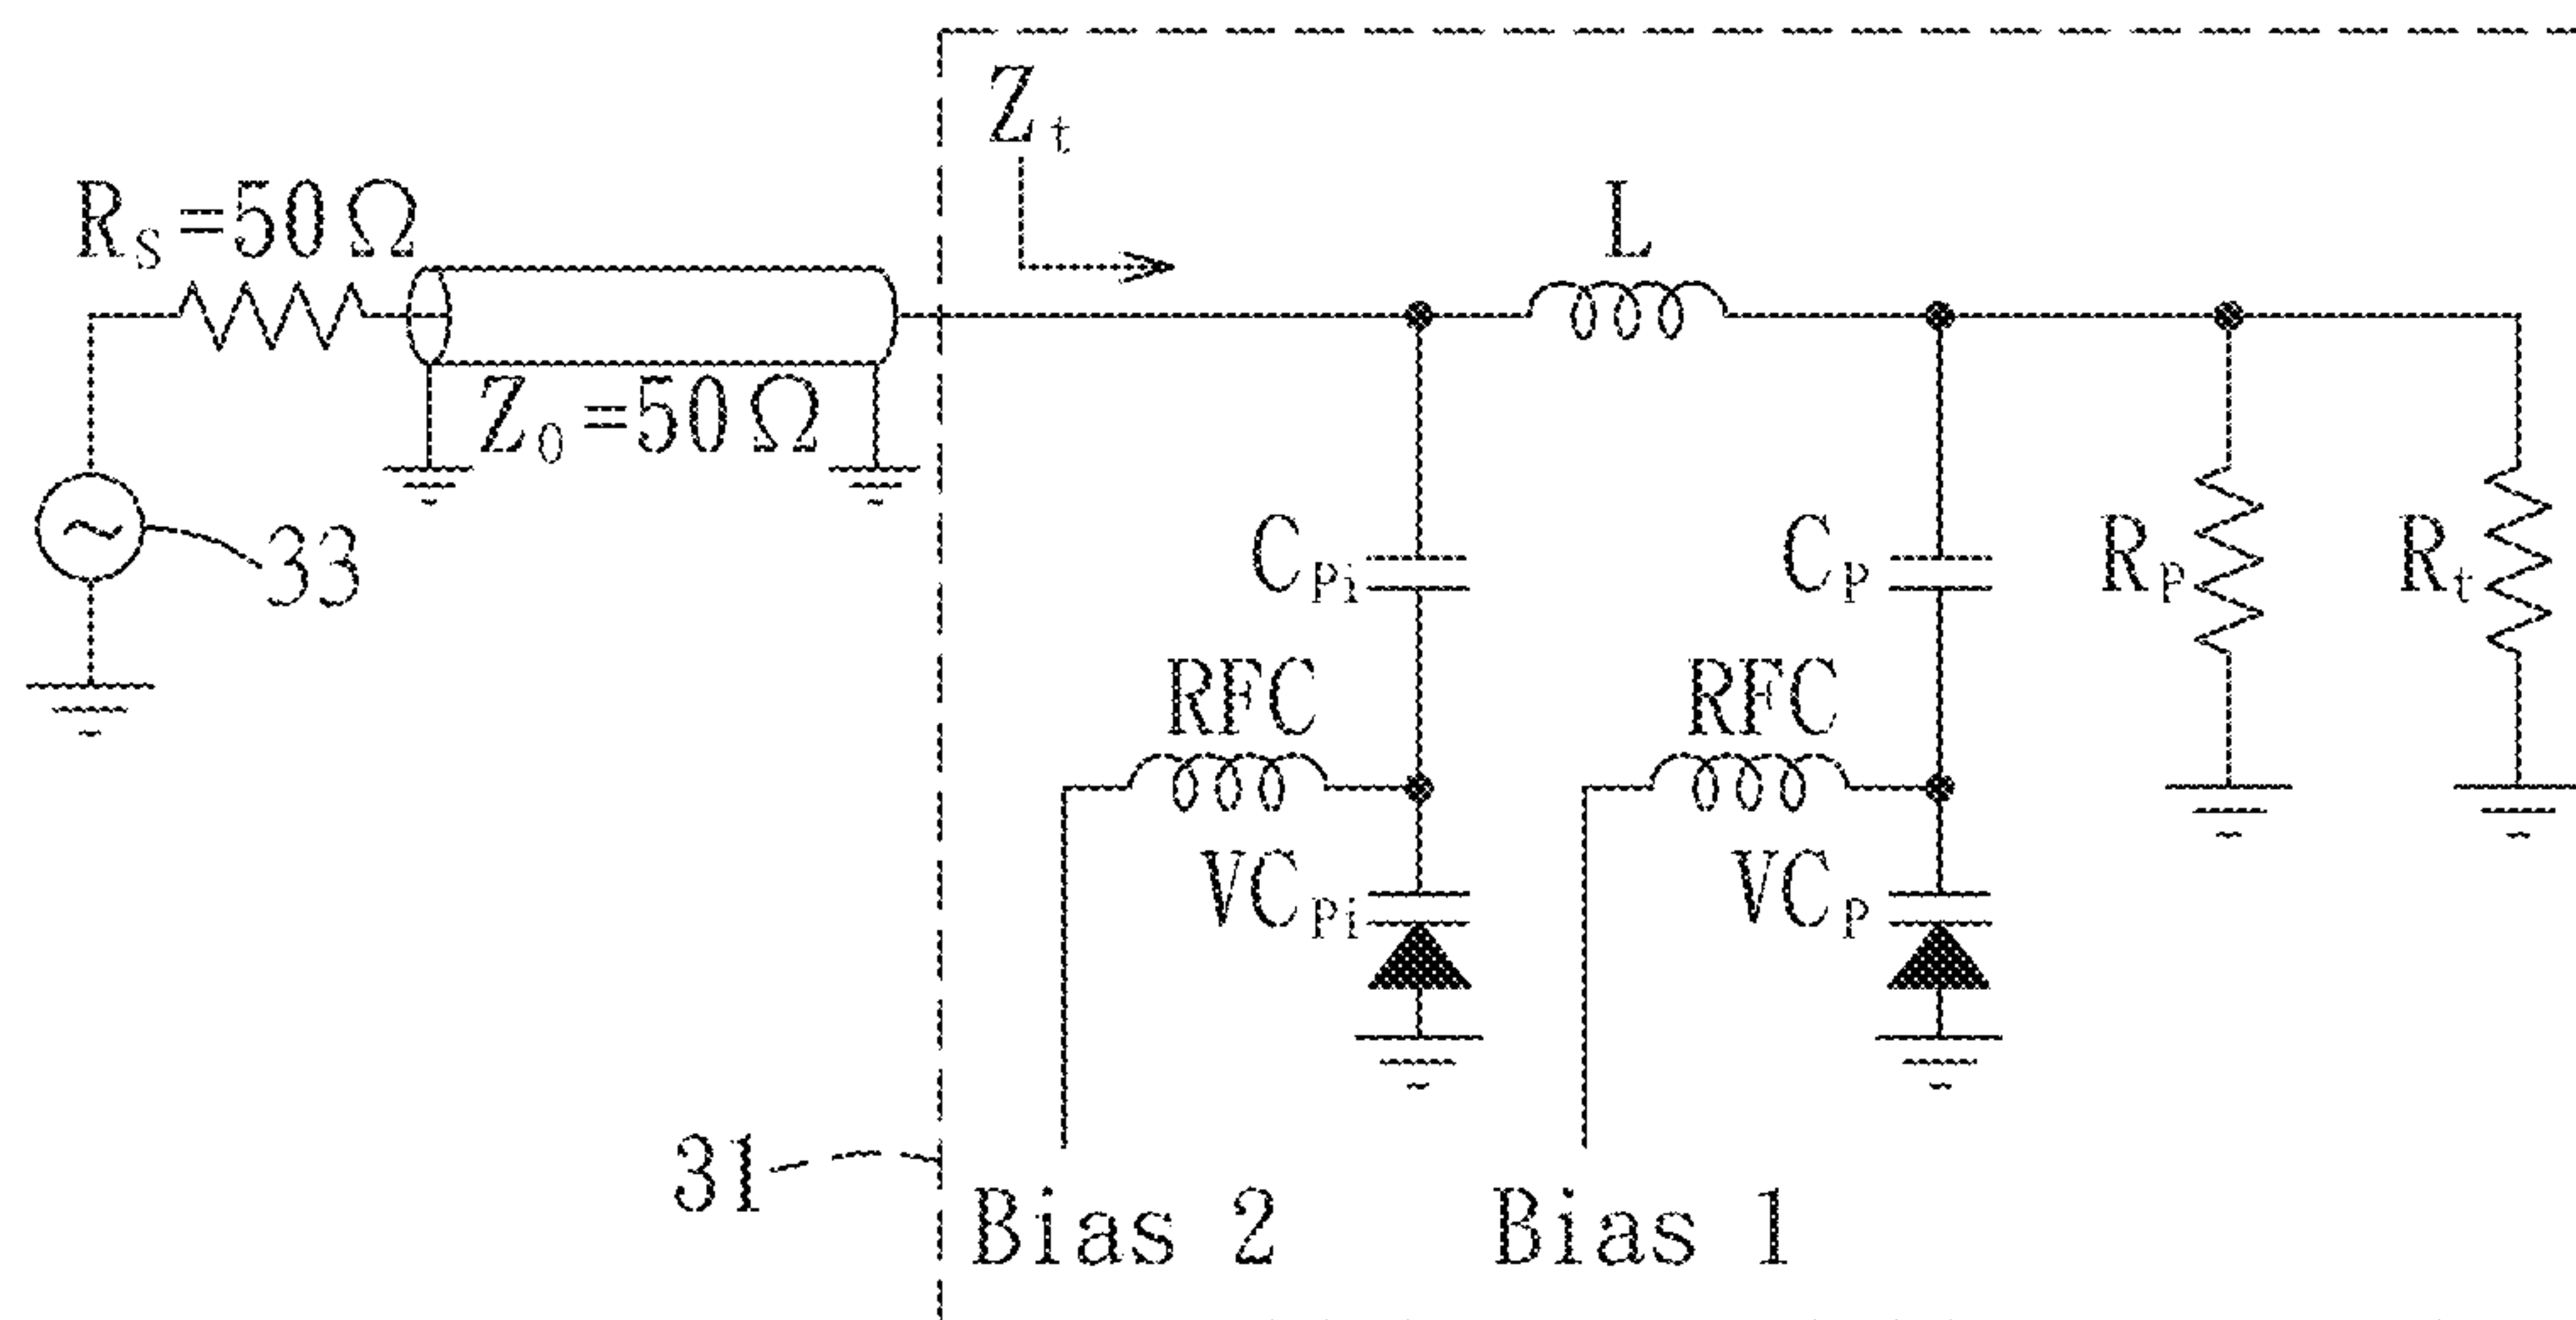 Zt
RS=50Ω
L
Z0=50Ω
33
CPi
CP
RP
Rt
RFC
RFC
VCPi
VCP
31
Bias 2
Bias 1